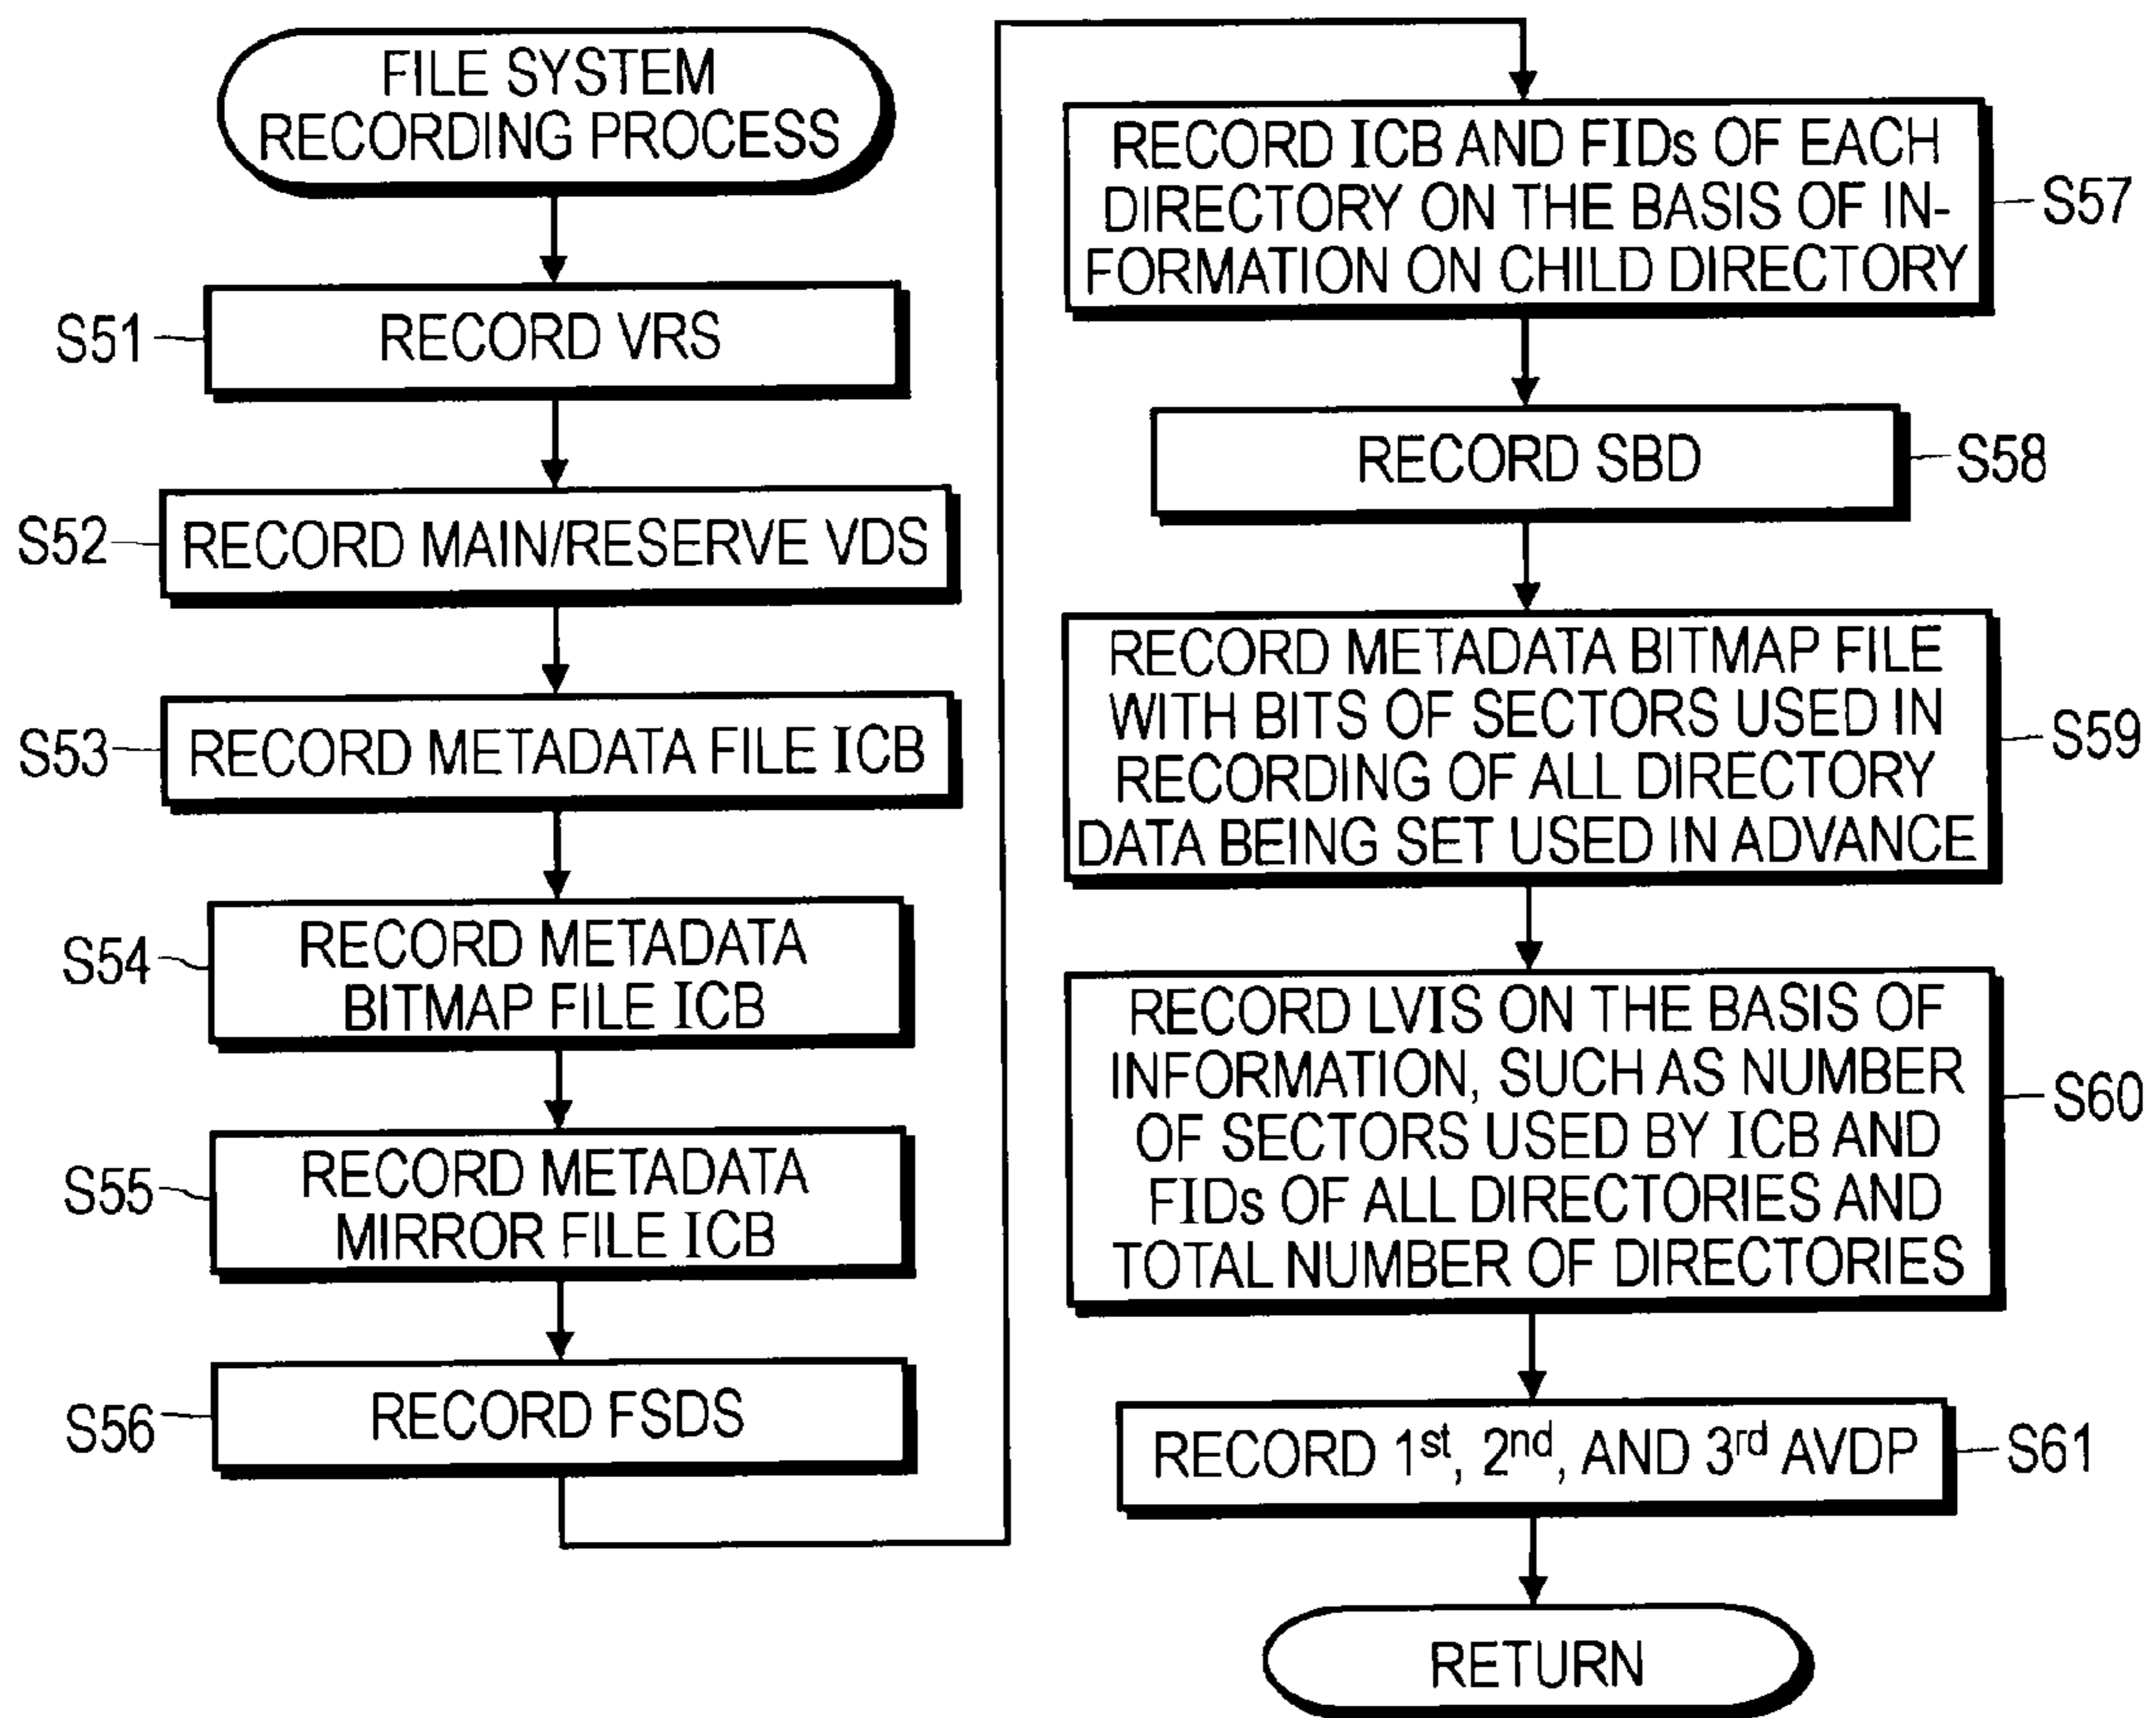 FILE SYSTEM
RECORDING PROCESS
S51
RECORD VRS
S52
RECORD MAIN/RESERVE VDS
S53
RECORD METADATA FILE ICB
S54
RECORD METADATA
BITMAP FILE ICB
S55
RECORD METADATA
MIRROR FILE ICB
S56
RECORD FSDS
RECORD ICB AND FIDs OF EACH
DIRECTORY ON THE BASIS OF IN-
FORMATION ON CHILD DIRECTORY
S57
RECORD SBD
S58
RECORD METADATA BITMAP FILE
WITH BITS OF SECTORS USED IN
RECORDING OF ALL DIRECTORY
DATA BEING SET USED IN ADVANCE
S59
RECORD LVIS ON THE BASIS OF
INFORMATION, SUCH AS NUMBER
OF SECTORS USED BY ICB AND
FIDs OF ALL DIRECTORIES AND
TOTAL NUMBER OF DIRECTORIES
S60
RECORD 1st, 2nd, AND 3rd AVDP
S61
RETURN